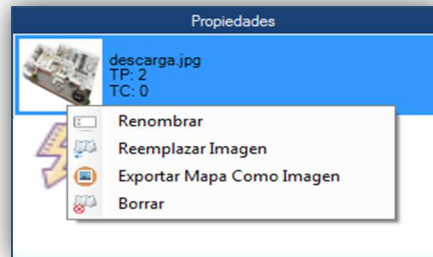 Propiedades
descarga.jpg
TP: 2
TC: 0
Renombrar
Reemplazar Imagen
Exportar Mapa Como Imagen
Borrar